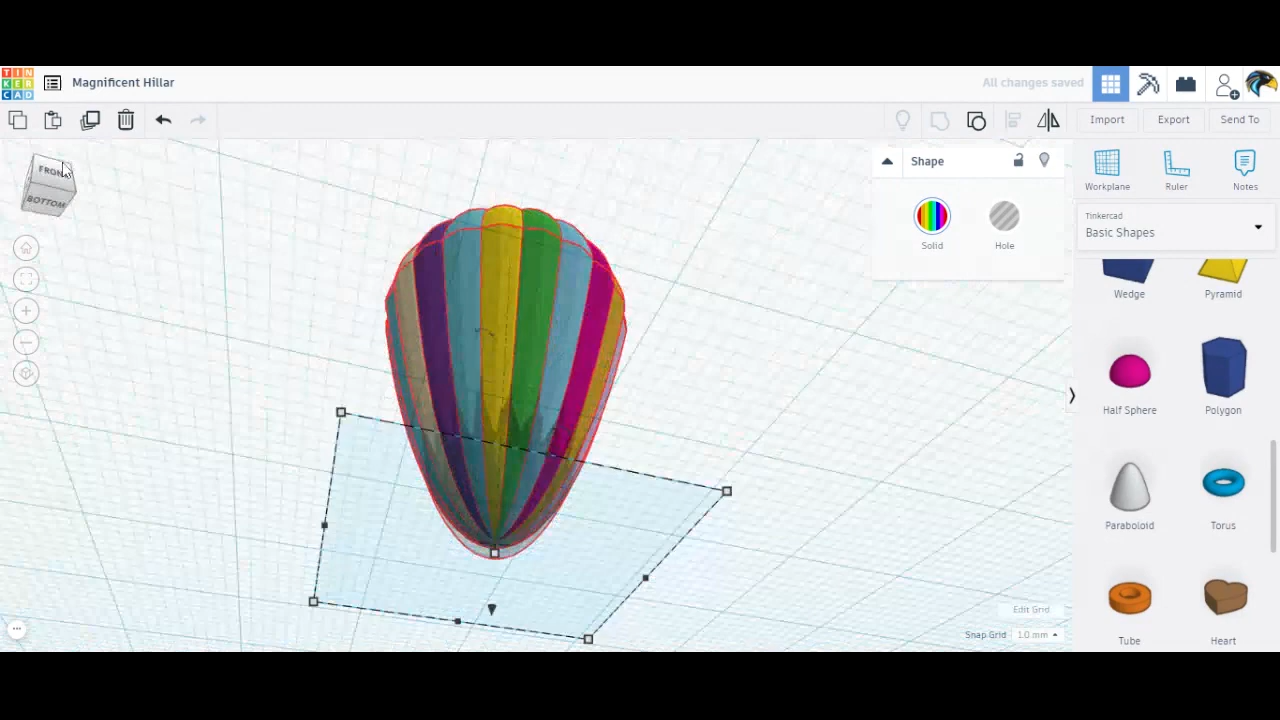 TIN
KER
CAD
Magnificent Hillar
All changes saved
Import
Export
Send To
FRONT
BOTTOM
Shape
Solid
Hole
Workplane
Ruler
Notes
Tinkercad
Basic Shapes
Wedge
Pyramid
Half Sphere
Polygon
Paraboloid
Torus
Tube
Heart
Edit Grid
Snap Grid 1.0 mm